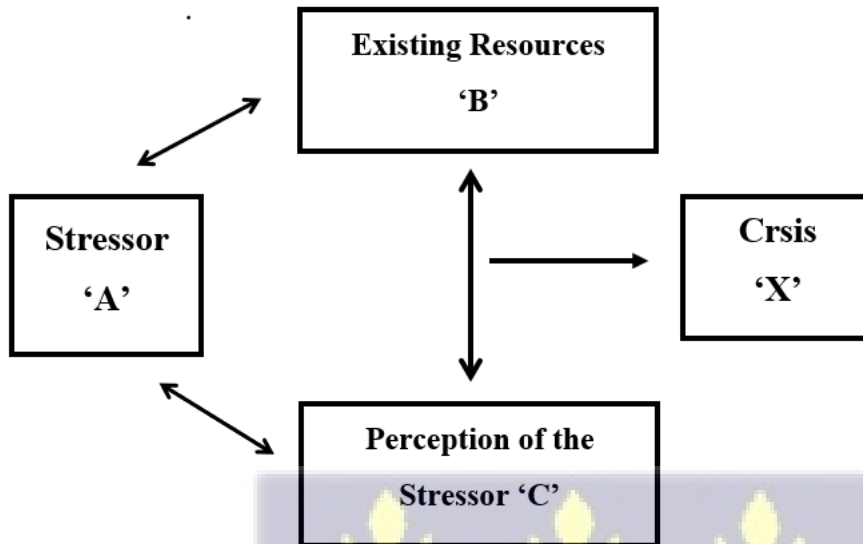 Existing Resources
‘B’
Stressor
‘A’
Crsis
‘X’
Perception of the
Stressor ‘C’